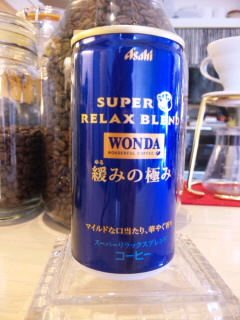 Asahi
SUPER
RELAX BLEND
WONDA
WONDERFUL COFFEE
ゆる
緩みの極み
マイルドな口当たり、華やぐ香り
スーパーリラックスブレンド
コーヒー